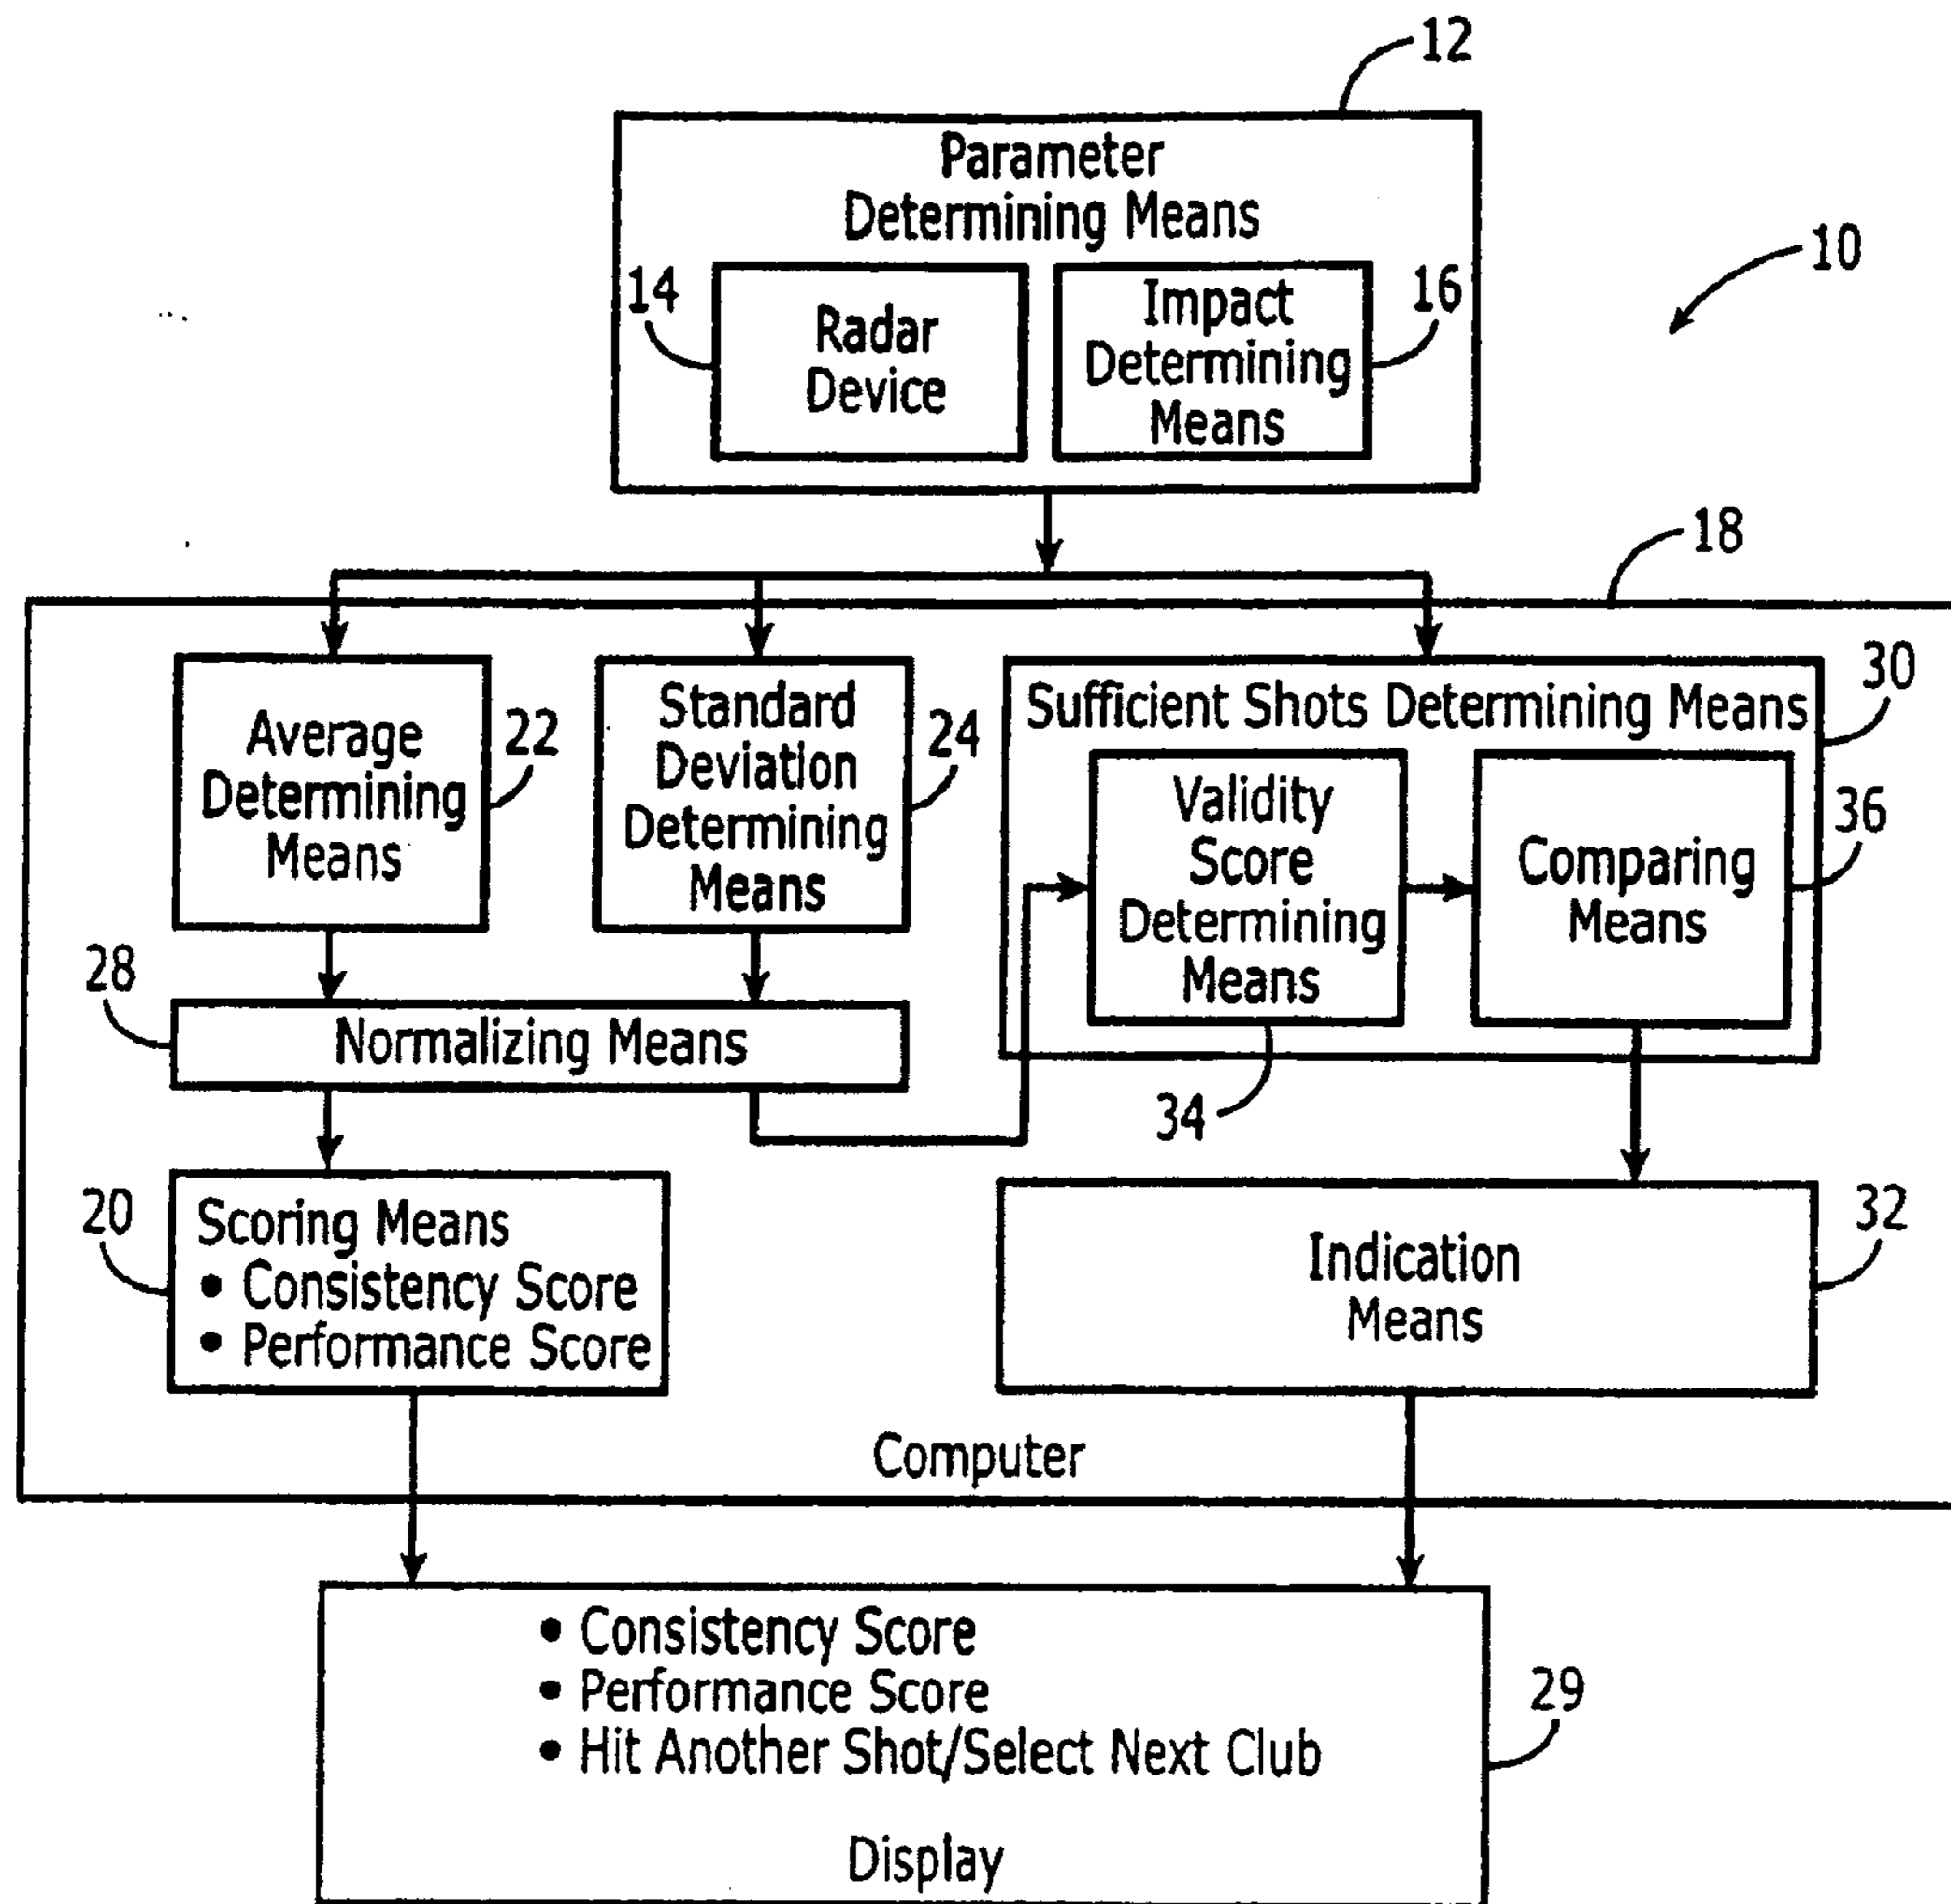 12
Parameter
Determining Means
10
14
Radar
Device
Impact
Determining
Means
16
18
30
Average
Determining
Means
22
Standard
Deviation
Determining
Means
24
Sufficient Shots Determining Means
Validity
Score
Determining
Means
36
Comparing
Means
28
Normalizing Means
34
20
Scoring Means
• Consistency Score
• Performance Score
32
Indication
Means
Computer
• Consistency Score
• Performance Score
• Hit Another Shot/Select Next Club
29
Display